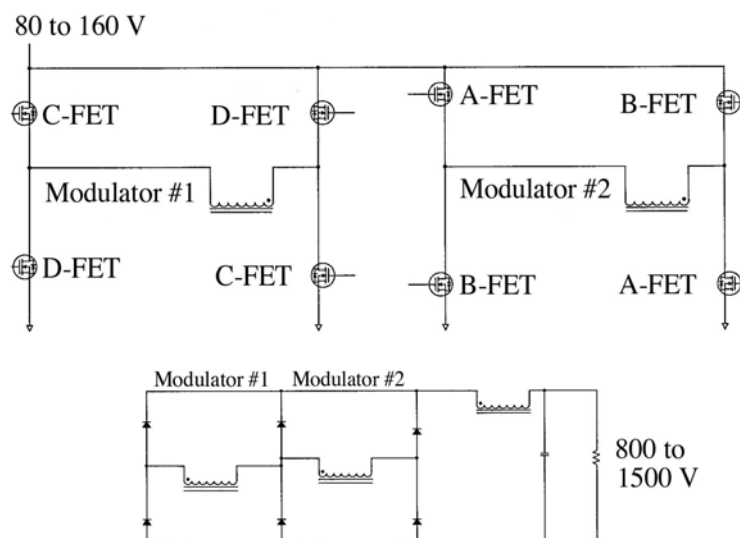 80 to 160 V
C-FET D-FET A-FET B-FET
Modulator #1 Modulator #2
D-FET C-FET B-FET A-FET
Modulator #1 Modulator #2
800 to
1500 V